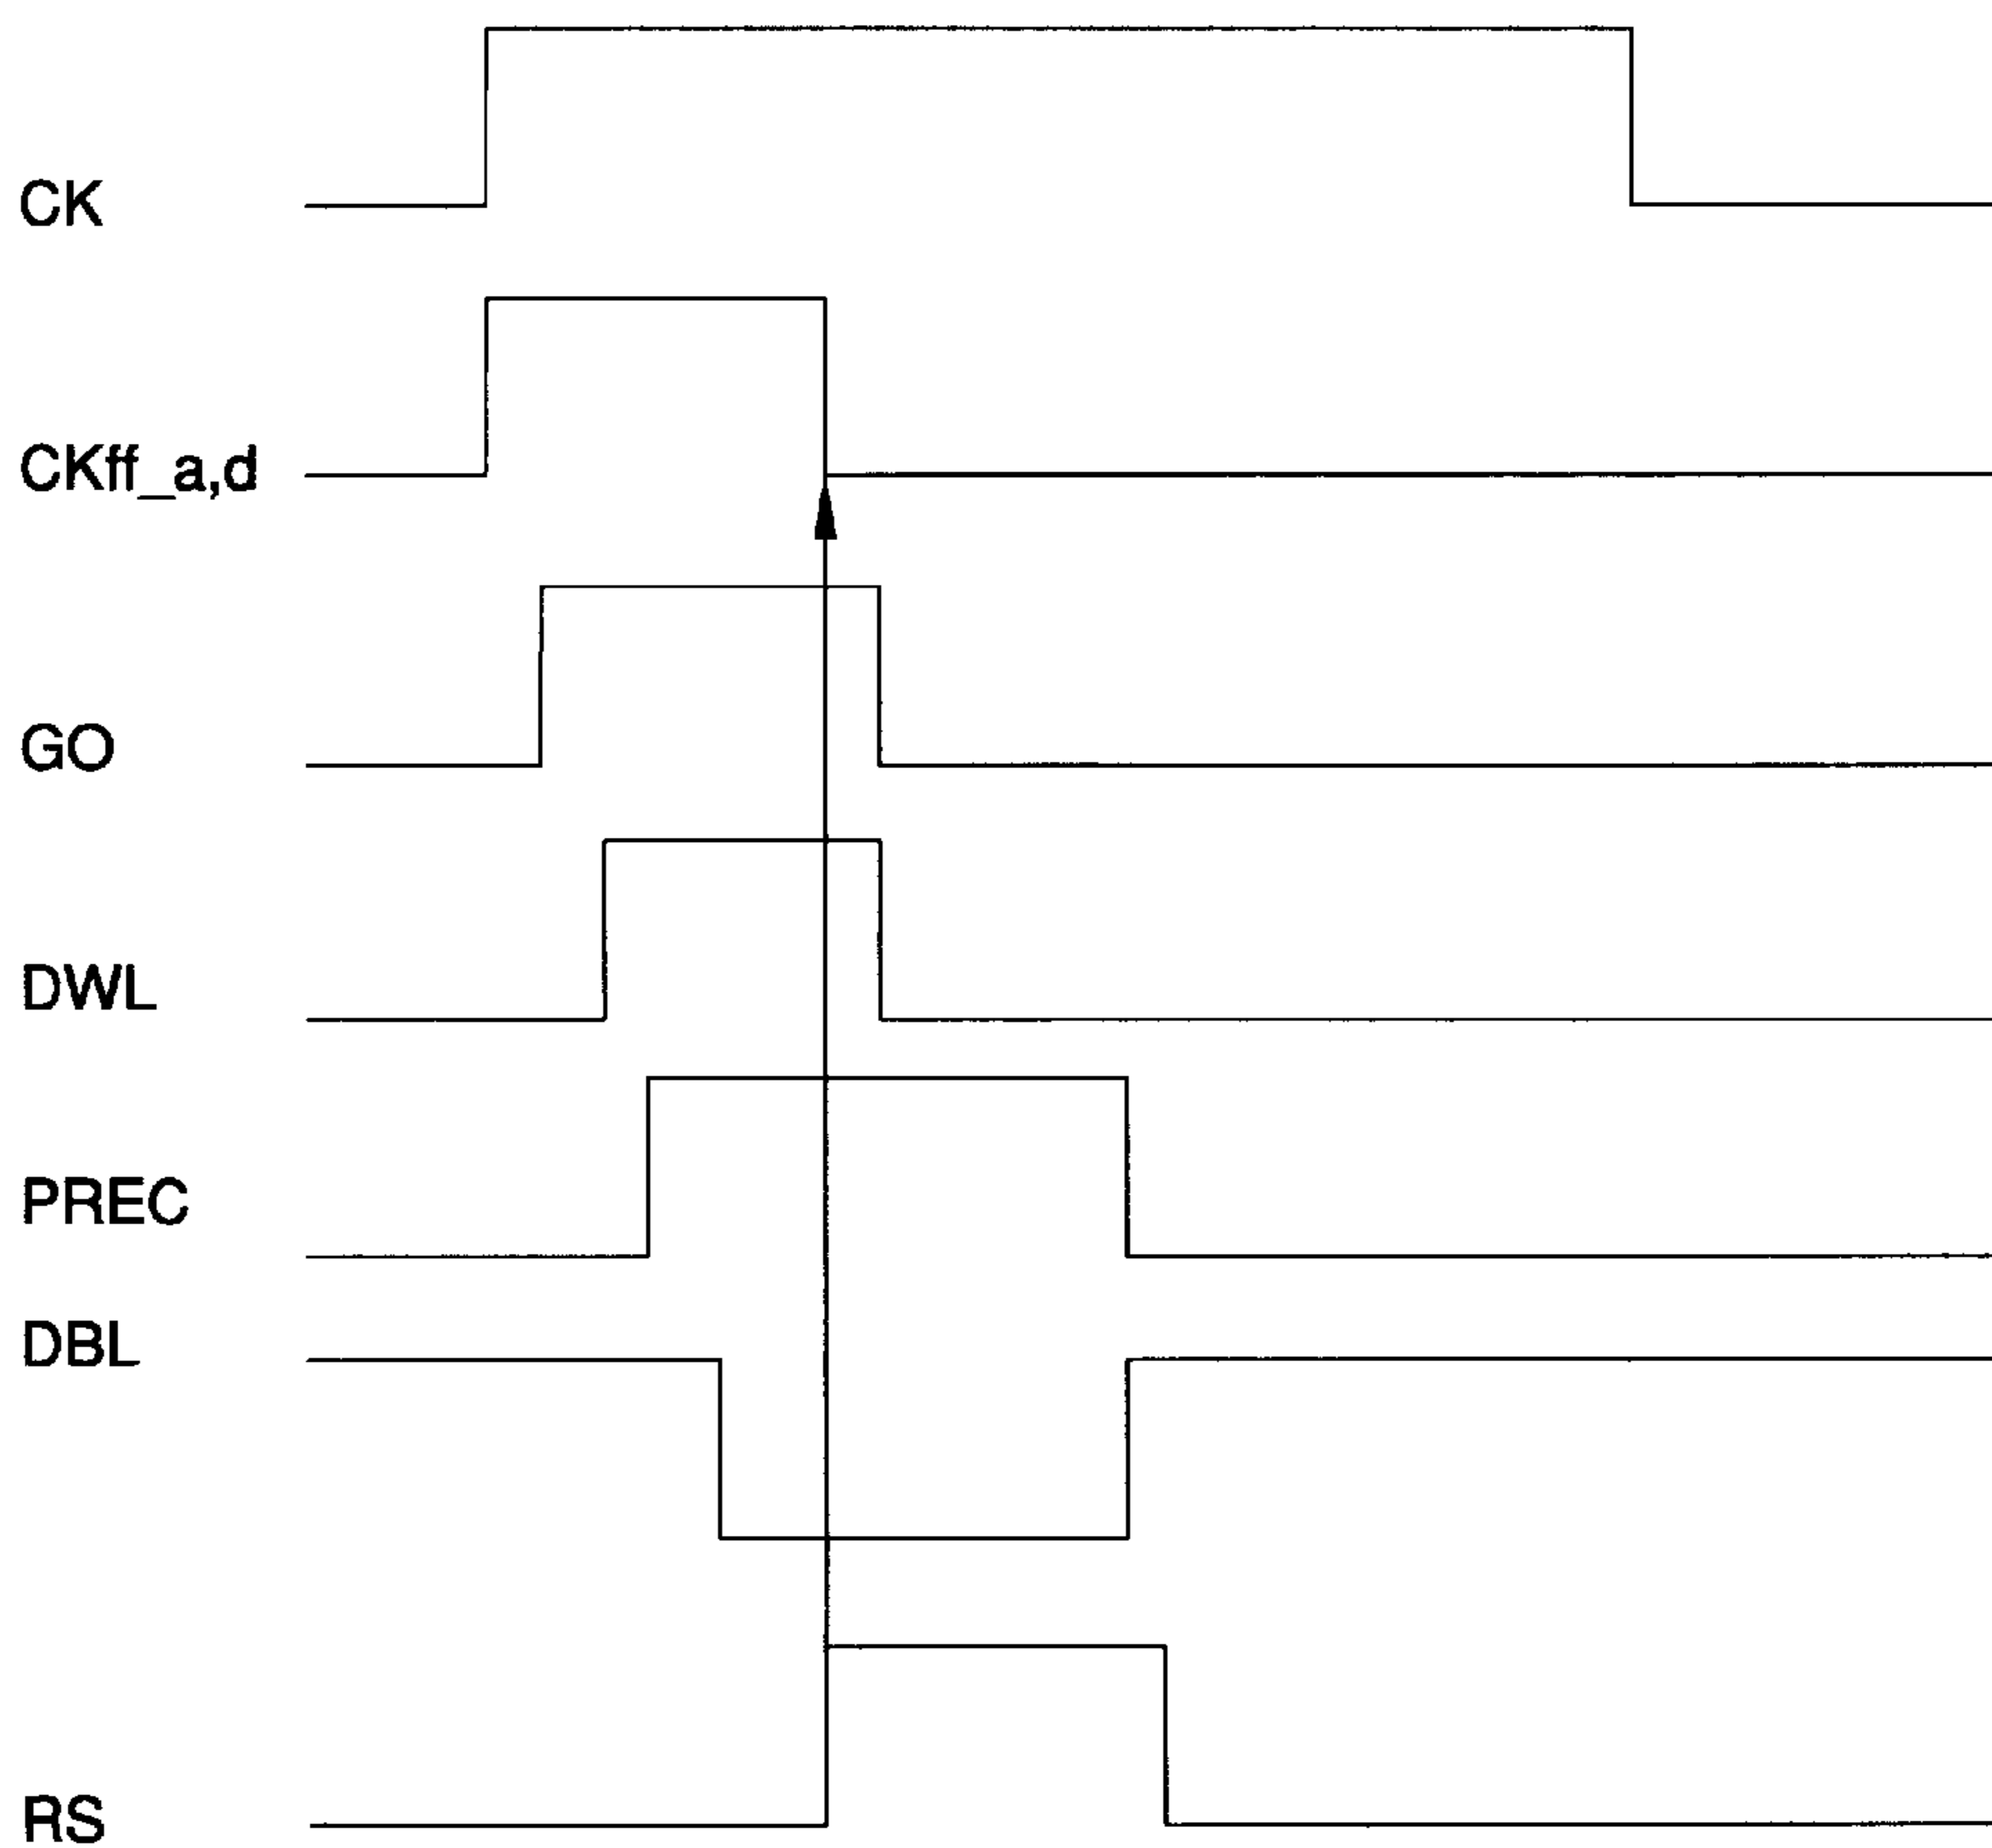 CK
CKff_a,d
GO
DWL
PREC
DBL
RS